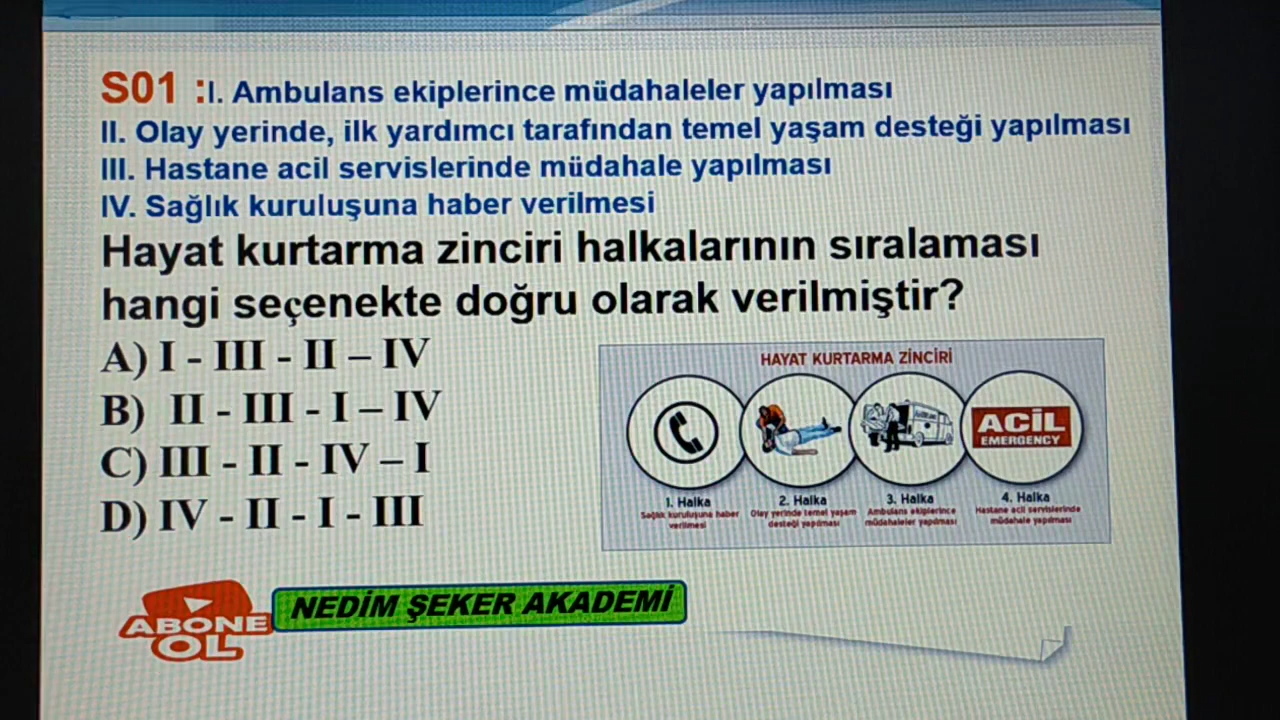 S01 :I. Ambulans ekiplerince müdahaleler yapılması
II. Olay yerinde, ilk yardımcı tarafından temel yaşam desteği yapılması
III. Hastane acil servislerinde müdahale yapılması
IV. Sağlık kuruluşuna haber verilmesi
Hayat kurtarma zinciri halkalarının sıralaması
hangi seçenekte doğru olarak verilmiştir?
A) I - III - II – IV
B) II - III - I – IV
C) III - II - IV – I
D) IV - II - I - III
HAYAT KURTARMA ZİNCİRİ
AMBULANS
ACİL
EMERGENCY
1. Halka
Sağlık kuruluşuna haber
verilmesi
2. Halka
Olay yerinde temel yaşam
desteği yapılması
3. Halka
Ambulans ekiplerince
müdahaleler yapılması
4. Halka
Hastane acil servislerinde
müdahale yapılması
ABONE
OL
NEDİM ŞEKER AKADEMİ